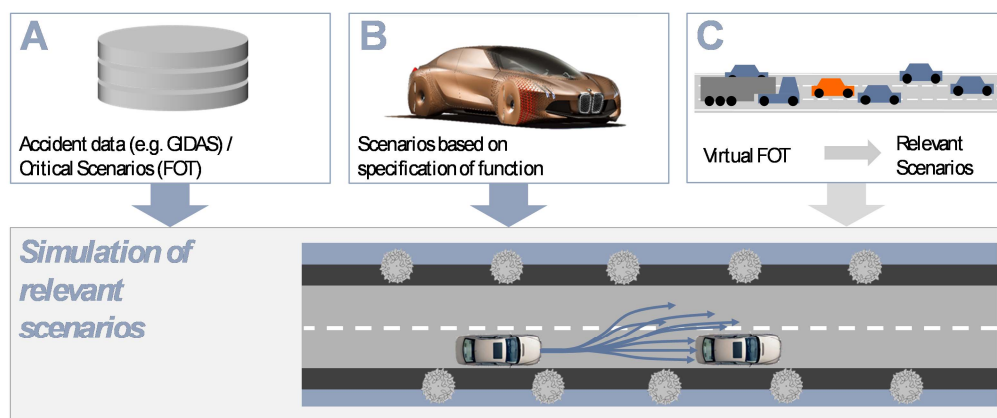 A
Accident data (e.g. GIDAS) /
Critical Scenarios (FOT)
B
Scenarios based on
specification of function
C
Virtual FOT
Relevant
Scenarios
Simulation of
relevant
scenarios